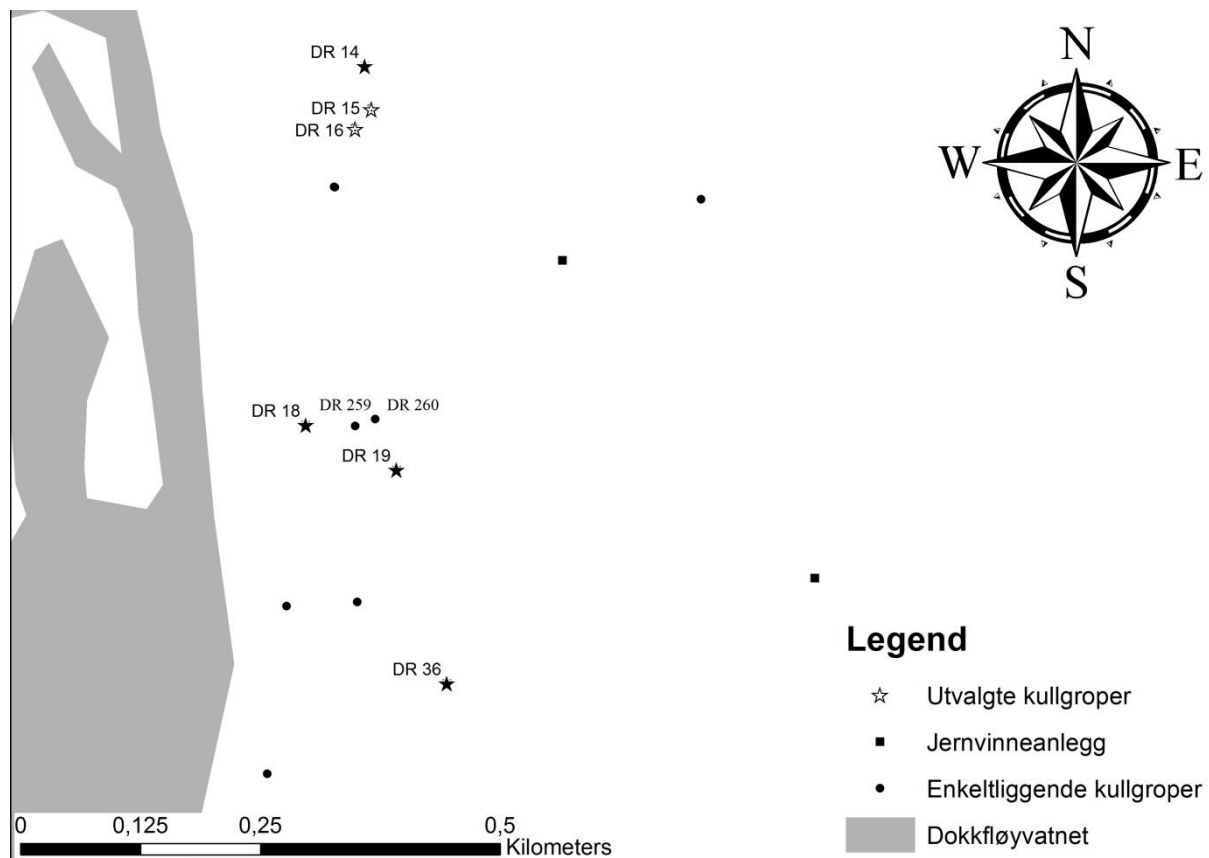 DR 14
DR 15
DR 16
N
W
E
S
DR 18
DR 259
DR 260
DR 19
DR 36
Legend
Utvalgte kullgroper
Jernvinneanlegg
Enkeltliggende kullgroper
Dokkfløyvatnet
0 0,125 0,25 0,5
Kilometers